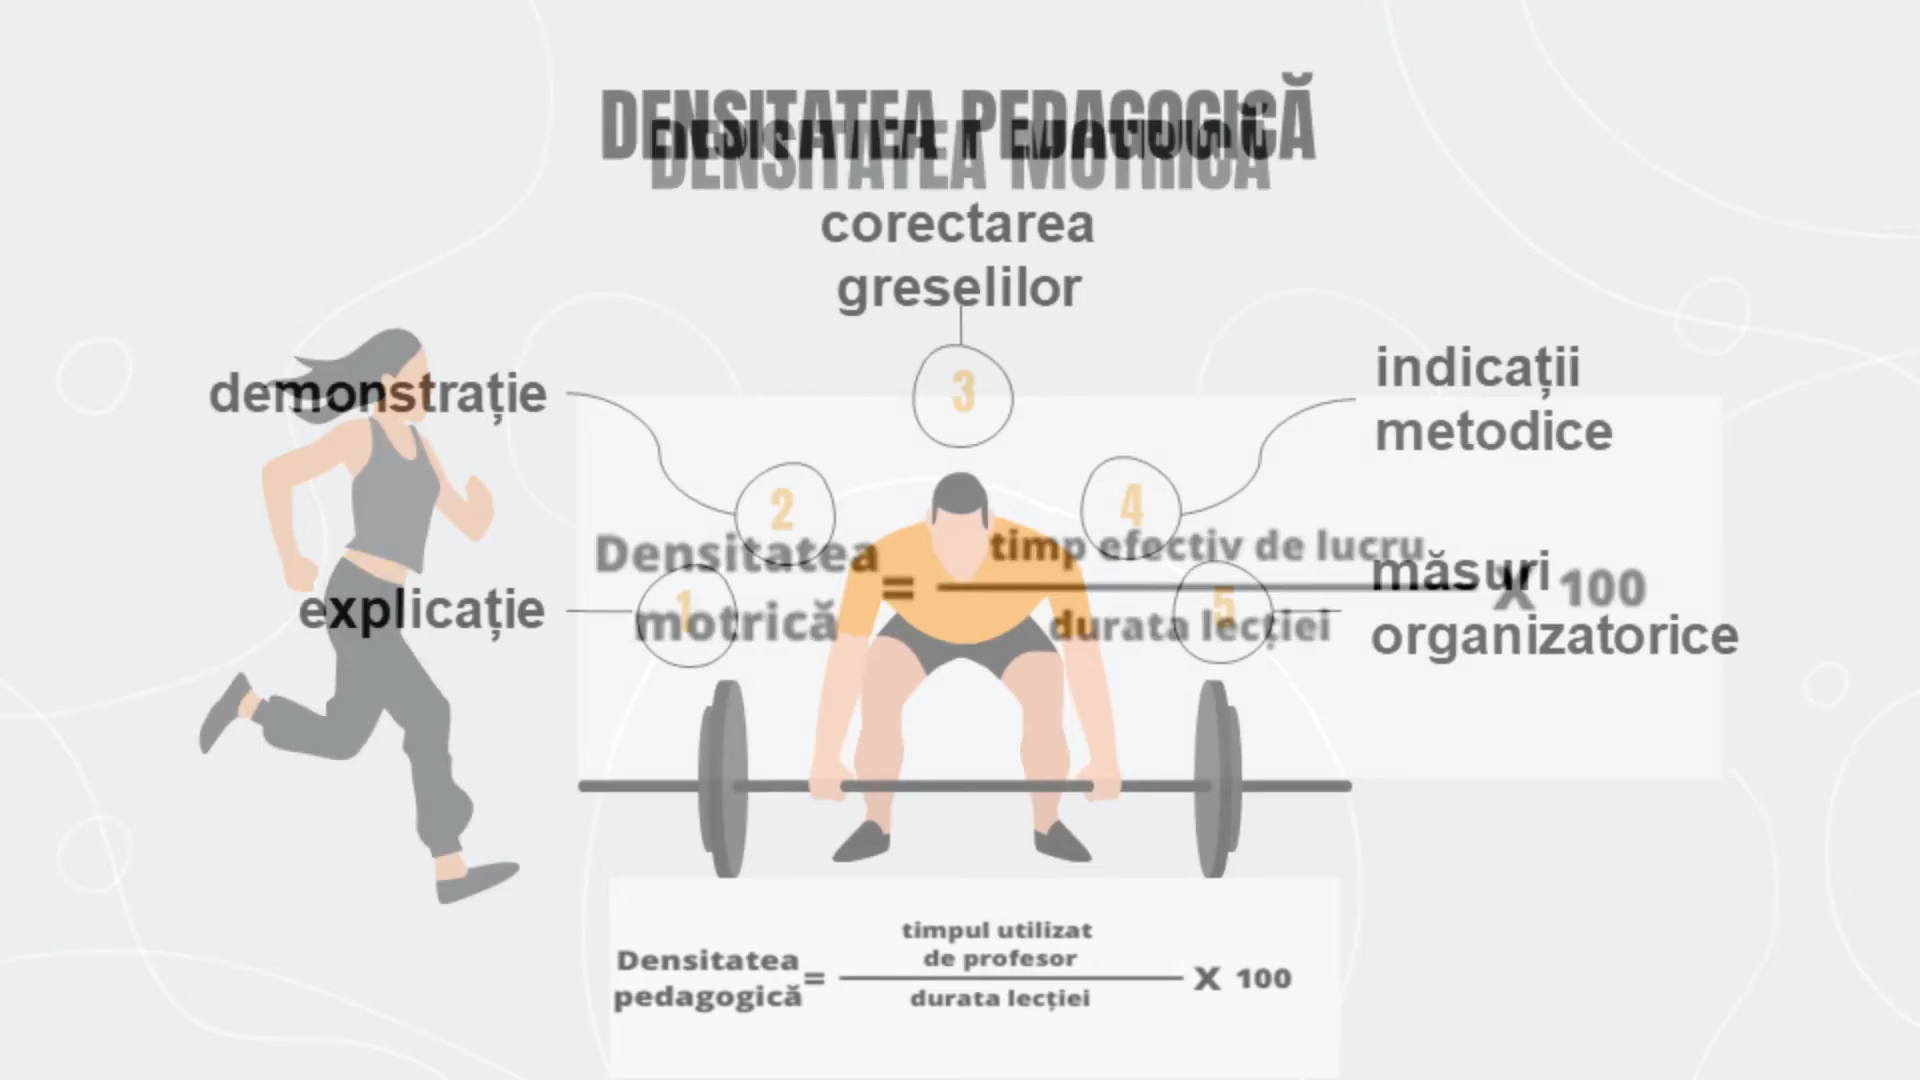 DENSITATEA PEDAGOGICĂ
DENSITATEA MOTRICĂ
corectarea
greselilor
3
demonstrație
2
indicații
metodice
4
explicație
1
măsuri
organizatorice
5
Densitatea
motrică
=
timp efectiv de lucru
durata lecției
X 100
Densitatea
pedagogică
=
timpul utilizat
de profesor
durata lecției
X 100